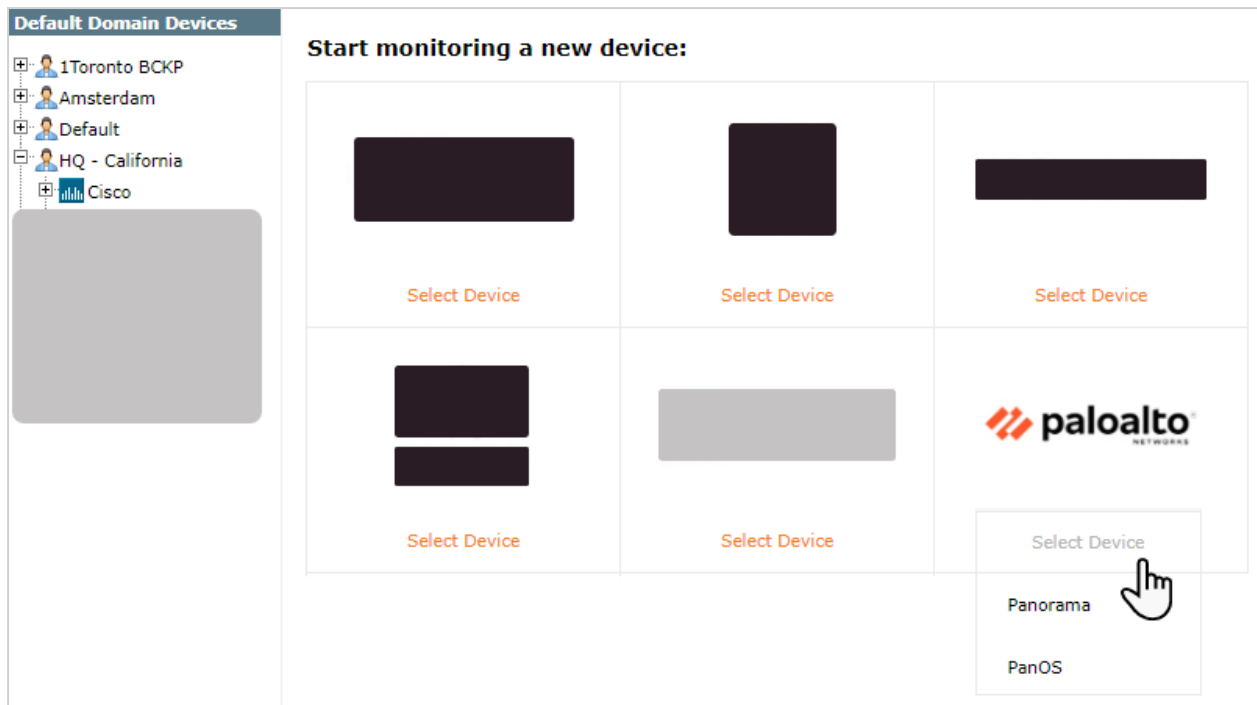 Default Domain Devices
1Toronto BCKP
Amsterdam
Default
HQ - California
Cisco
Start monitoring a new device:
Select Device
Select Device
Select Device
paloalto
NETWORKS
Select Device
Select Device
Select Device
Panorama
PanOS